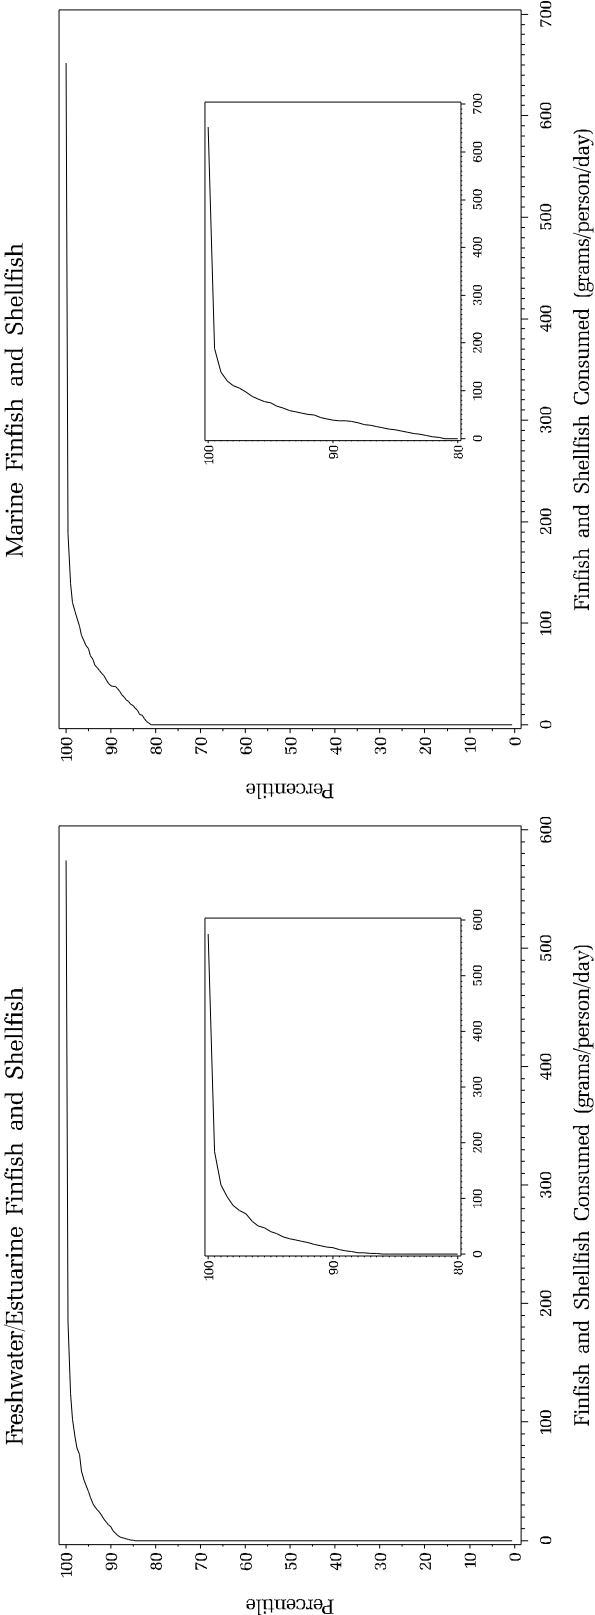 Freshwater/Estuarine Finfish and Shellfish
Percentile
100
90
80
70
60
50
40
30
20
10
0
0 100 200 300 400 500 600
Finfish and Shellfish Consumed (grams/person/day)
100
90
80
0 100 200 300 400 500 600
Marine Finfish and Shellfish
Percentile
100
90
80
70
60
50
40
30
20
10
0
0 100 200 300 400 500 600 700
Finfish and Shellfish Consumed (grams/person/day)
100
90
80
0 100 200 300 400 500 600 700